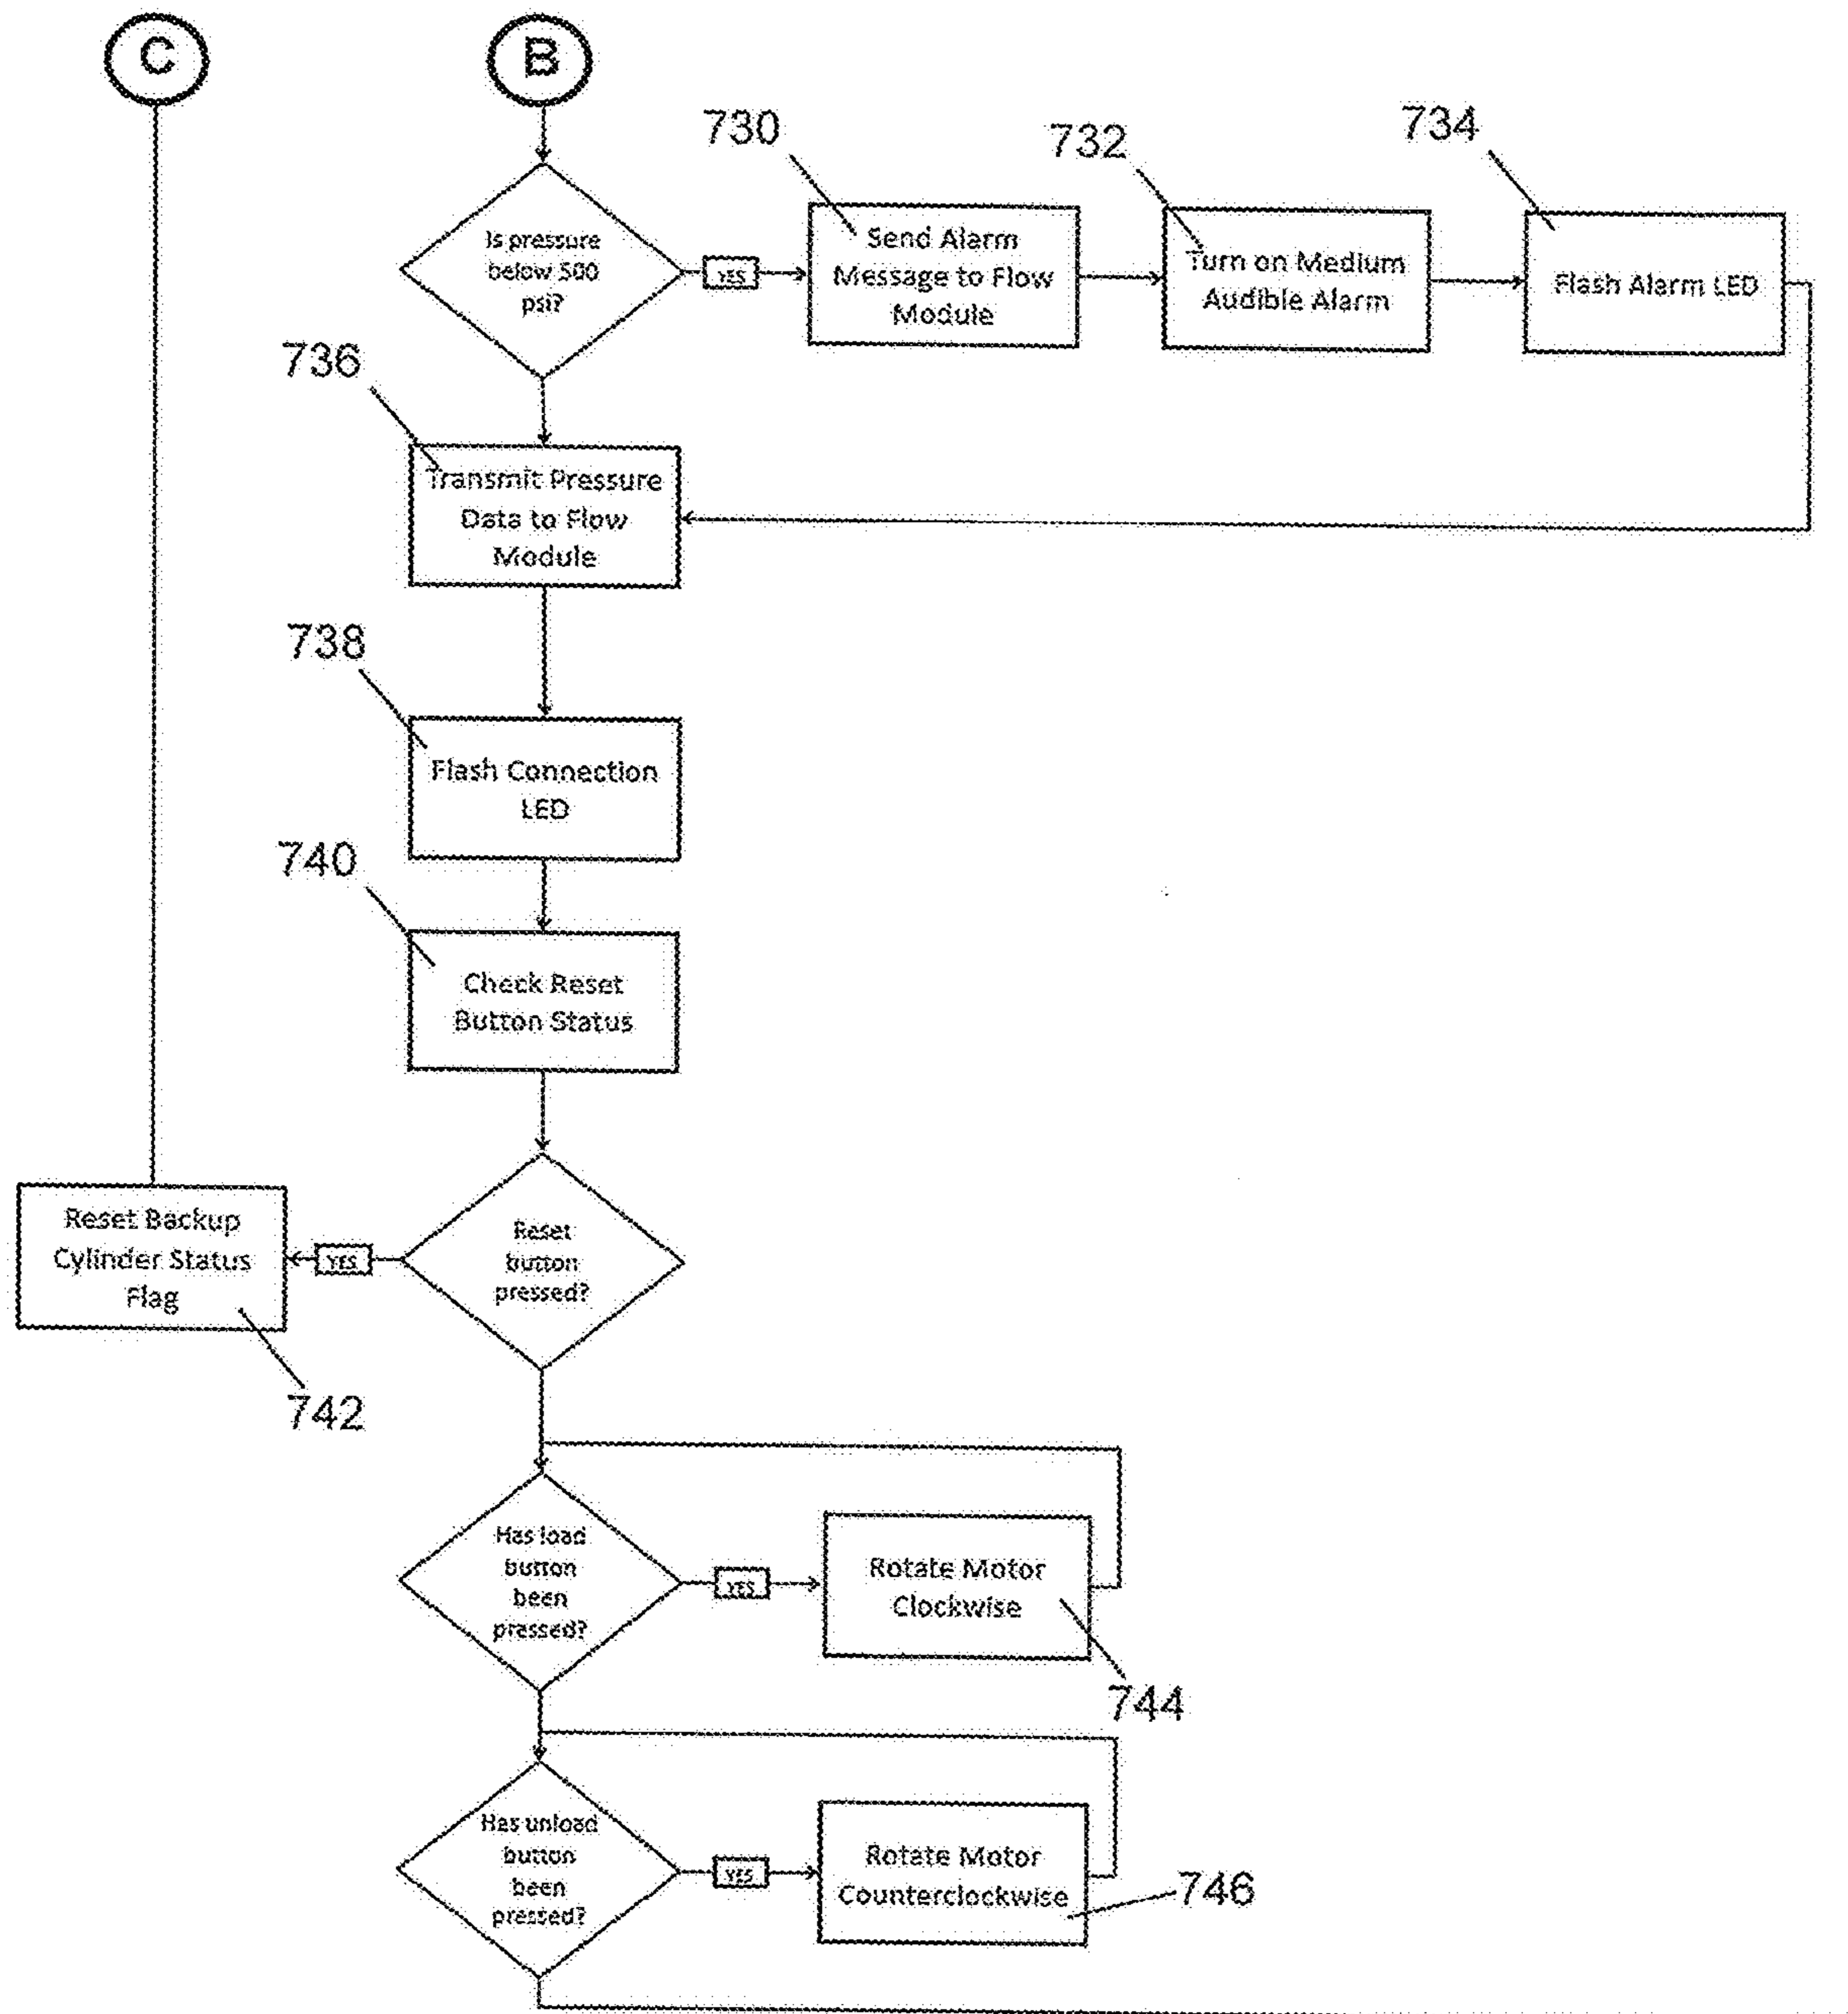 C
B
730
732
734
Is pressure
below 500
psi?
YES
Send Alarm
Message to Flow
Module
Turn on Medium
Audible Alarm
Flash Alarm LED
736
Transmit Pressure
Data to Flow
Module
738
Flash Connection
LED
740
Check Reset
Button Status
Reset Backup
Cylinder Status
Flag
YES
Reset
button
pressed?
742
Has load
button
been
pressed?
YES
Rotate Motor
Clockwise
744
Has unload
button
been
pressed?
YES
Rotate Motor
Counterclockwise
746